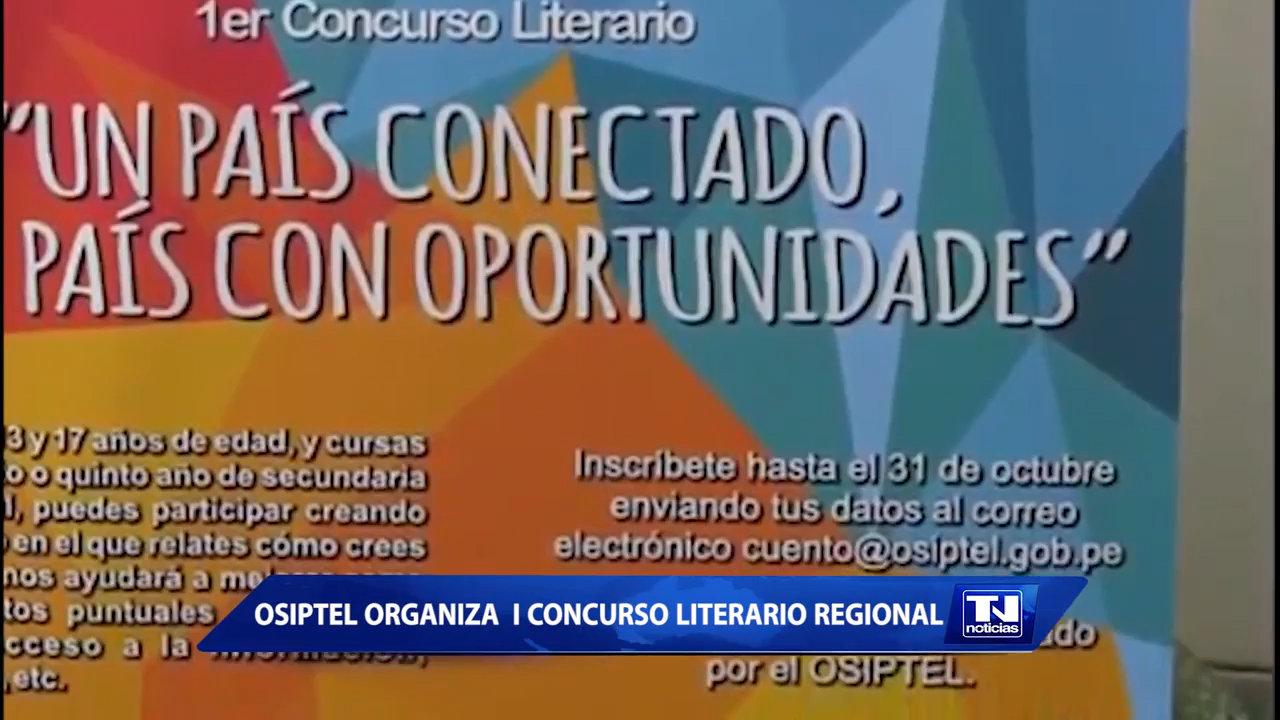 1er Concurso Literario
"UN PAÍS CONECTADO,
PAÍS CON OPORTUNIDADES"
3 y 17 años de edad, y cursas
o o quinto año de secundaria
puedes participar creando
en el que relates cómo crees
nos ayudará a
tos puntuales
cceso a la
, etc.
Inscríbete hasta el 31 de octubre
enviando tus datos al correo
electrónico cuento@osiptel.gob.pe
ado
por el OSIPTEL.
OSIPTEL ORGANIZA I CONCURSO LITERARIO REGIONAL
TN
noticias